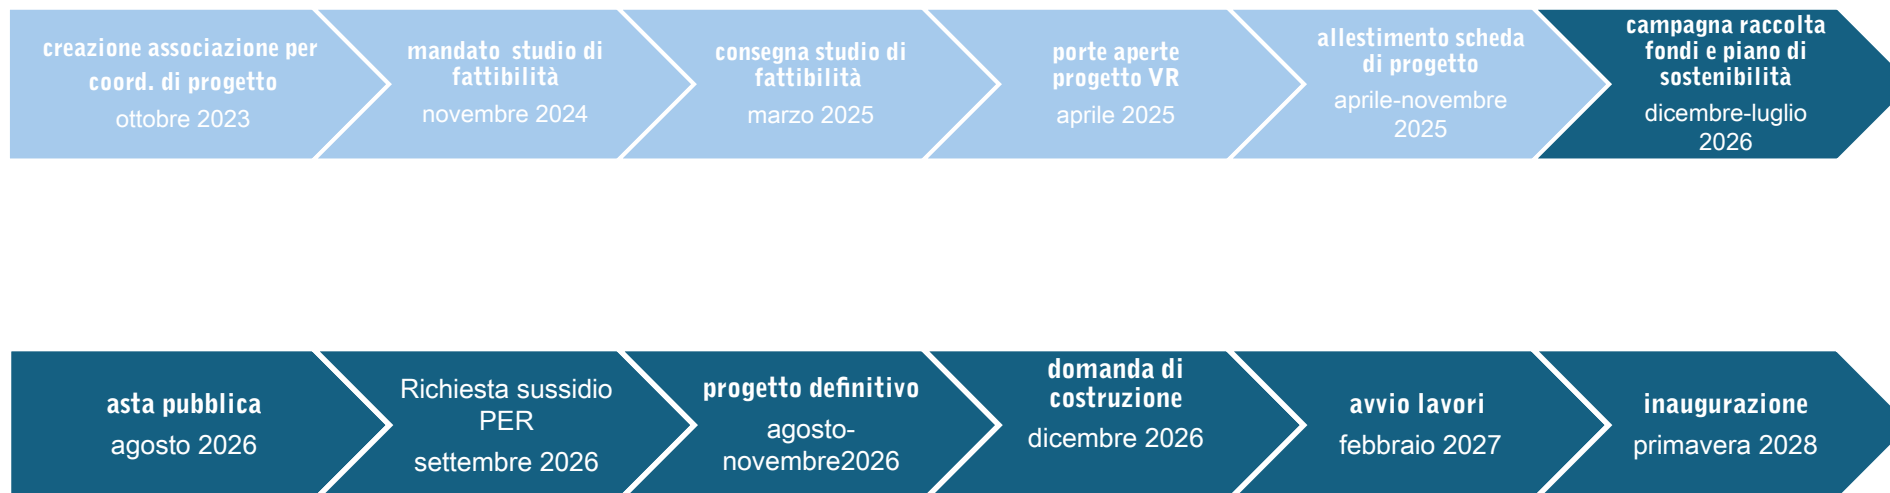 creazione associazione per
coord. di progetto
ottobre 2023
mandato studio di
fattibilità
novembre 2024
consegna studio di
fattibilità
marzo 2025
porte aperte
progetto VR
aprile 2025
allestimento scheda
di progetto
aprile-novembre
2025
campagna raccolta
fondi e piano di
sostenibilità
dicembre-luglio
2026
asta pubblica
agosto 2026
Richiesta sussidio
PER
settembre 2026
progetto definitivo
agosto-
novembre2026
domanda di
costruzione
dicembre 2026
avvio lavori
febbraio 2027
inaugurazione
primavera 2028